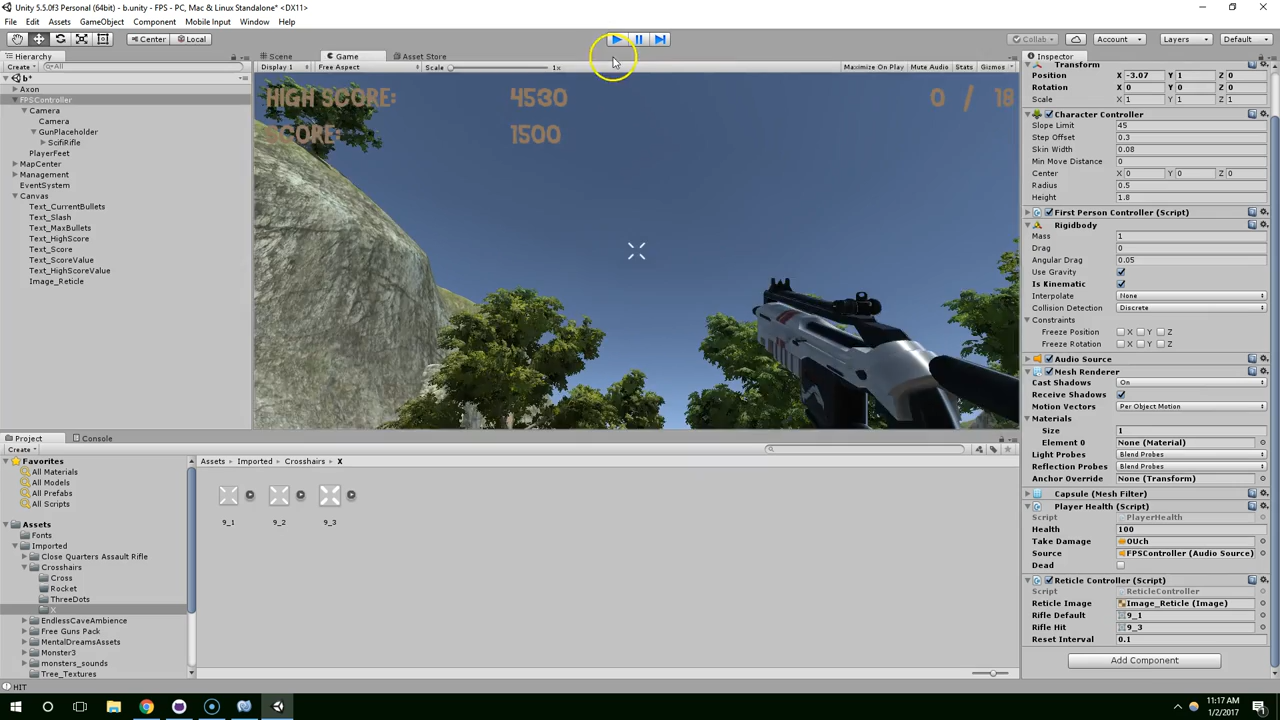 Unity 5.5.0f3 Personal (64bit) - b.unity - FPS - PC, Mac & Linux Standalone* <DX11>
File Edit Assets GameObject Component Mobile Input Window Help
Center Local Collab Account Layers Default
Hierarchy Scene Game Asset Store Inspector
Create All Display 1 Free Aspect Scale 1x Maximize On Play Mute Audio Stats Gizmos
b*
Axon
FPSController
Camera
Camera
GunPlaceholder
ScifiRifle
PlayerFeet
MapCenter
Management
EventSystem
Canvas
Text_CurrentBullets
Text_Slash
Text_MaxBullets
Text_HighScore
Text_Score
Text_ScoreValue
Text_HighScoreValue
Image_Reticle
HIGH SCORE: 4530 0 / 18
SCORE: 1500
Transform
Position X -3.07 Y 1 Z 0
Rotation X 0 Y 0 Z 0
Scale X 1 Y 1 Z 1
Character Controller
Slope Limit 45
Step Offset 0.3
Skin Width 0.08
Min Move Distance 0
Center X 0 Y 0 Z 0
Radius 0.5
Height 1.8
First Person Controller (Script)
Rigidbody
Mass 1
Drag 0
Angular Drag 0.05
Use Gravity
Is Kinematic
Interpolate None
Collision Detection Discrete
Constraints
Freeze Position X Y Z
Freeze Rotation X Y Z
Audio Source
Mesh Renderer
Cast Shadows On
Receive Shadows
Motion Vectors Per Object Motion
Materials
Size 1
Element 0 None (Material)
Light Probes Blend Probes
Reflection Probes Blend Probes
Anchor Override None (Transform)
Capsule (Mesh Filter)
Player Health (Script)
Script PlayerHealth
Health 100
Take Damage OUch
Source FPSController (Audio Source)
Dead
Reticle Controller (Script)
Script ReticleController
Reticle Image Image_Reticle (Image)
Rifle Default 9_1
Rifle Hit 9_3
Reset Interval 0.1
Add Component
Project Console
Create
Favorites
All Materials
All Models
All Prefabs
All Scripts
Assets
Fonts
Imported
Close Quarters Assault Rifle
Crosshairs
Cross
Rocket
ThreeDots
X
EndlessCaveAmbience
Free Guns Pack
MentalDreamsAssets
Monster3
monsters_sounds
Tree_Textures
Assets Imported Crosshairs X
9_1 9_2 9_3
HIT
11:17 AM
1/2/2017